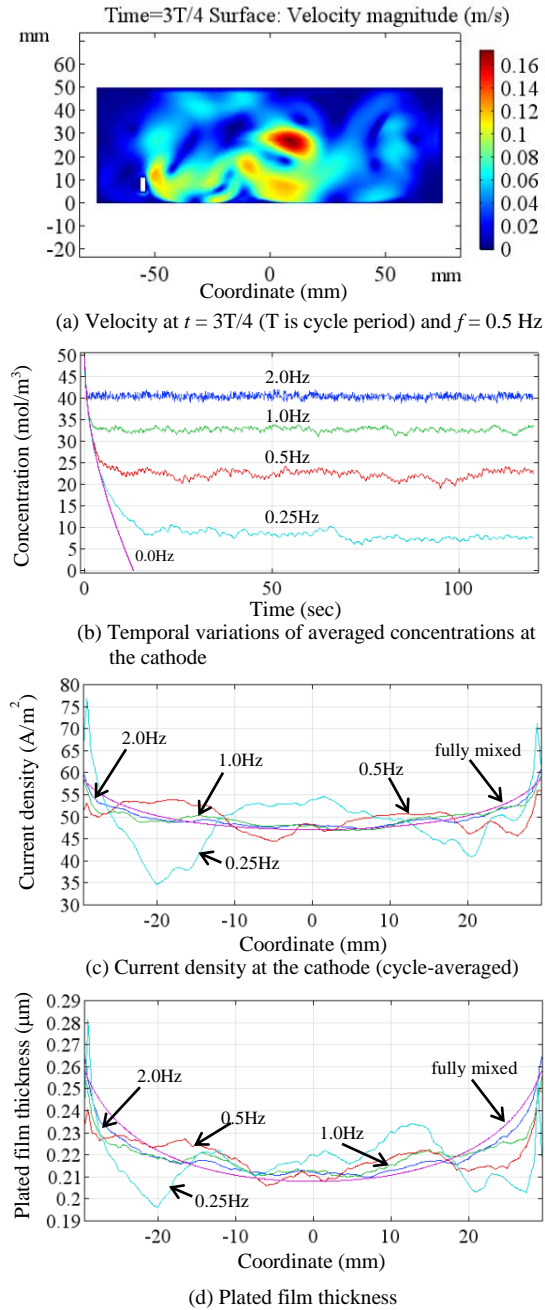 Time=3T/4 Surface: Velocity magnitude (m/s)
mm
70
60
50
40
30
20
10
0
10
20
-50
0
50
mm
0.16
0.14
0.12
0.1
0.08
0.06
0.04
0.02
0
Coordinate (mm)
(a) Velocity at t = 3T/4 (T is cycle period) and f = 0.5 Hz
Concentration (mol/m³)
50
45
40
35
30
25
20
15
10
5
0
2.0Hz
1.0Hz
0.5Hz
0.25Hz
0.0Hz
0
50
100
Time (sec)
(b) Temporal variations of averaged concentrations at
the cathode
Current density (A/m²)
80
75
70
65
60
55
50
45
40
35
30
2.0Hz
1.0Hz
0.5Hz
fully mixed
0.25Hz
-20
-10
0
10
20
Coordinate (mm)
(c) Current density at the cathode (cycle-averaged)
Plated film thickness (μm)
0.29
0.28
0.27
0.26
0.25
0.24
0.23
0.22
0.21
0.2
0.19
2.0Hz
0.5Hz
fully mixed
1.0Hz
0.25Hz
-20
-10
0
10
20
Coordinate (mm)
(d) Plated film thickness